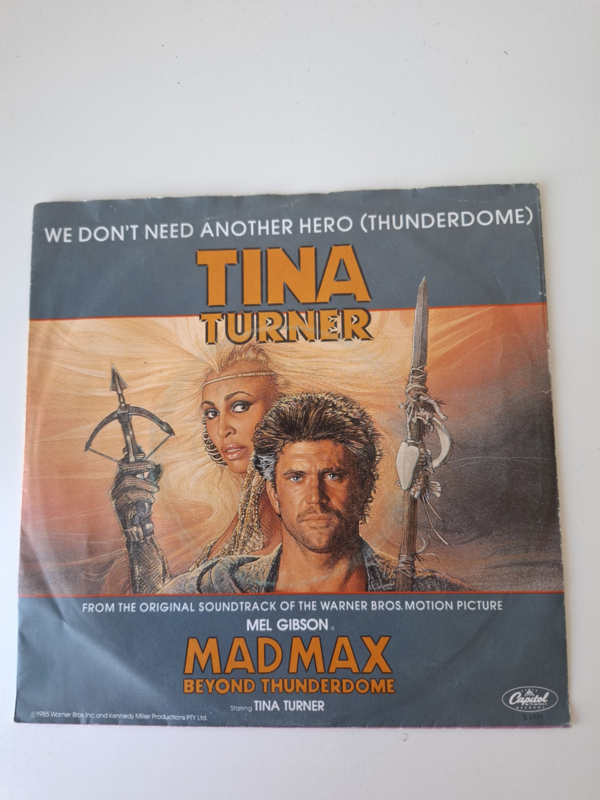 WE DON'T NEED ANOTHER HERO (THUNDERDOME)
TINA
TURNER
FROM THE ORIGINAL SOUNDTRACK OF THE WARNER BROS. MOTION PICTURE
MEL GIBSON
MAD MAX
BEYOND THUNDERDOME
Starring TINA TURNER
©1985 Warner Bros. Inc. and Kennedy Miller Productions PTY. Ltd.
Capitol
RECORDS